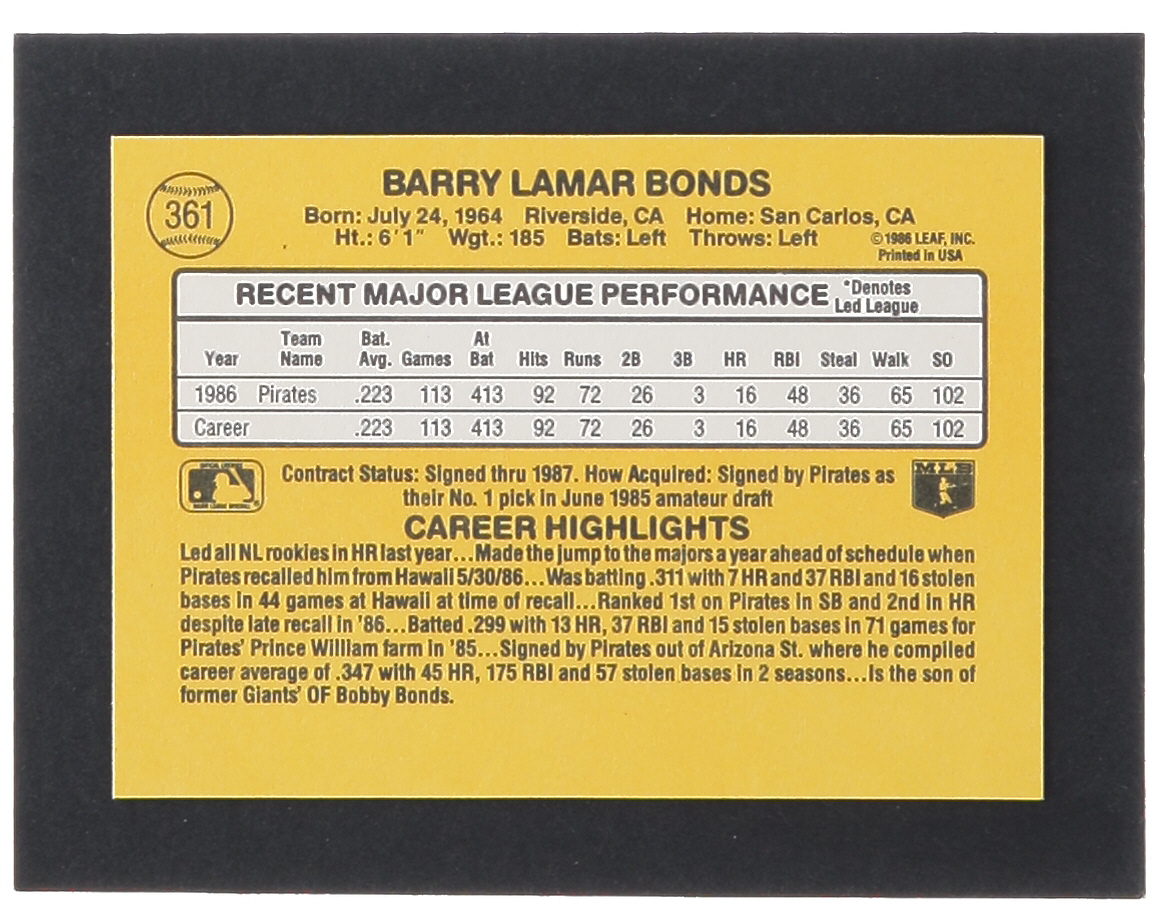 361
BARRY LAMAR BONDS
Born: July 24, 1964 Riverside, CA Home: San Carlos, CA
Ht.: 6'1" Wgt.: 185 Bats: Left Throws: Left
©1986 LEAF, INC.
Printed in USA
RECENT MAJOR LEAGUE PERFORMANCE *Denotes
Led League
Team Bat. At
Year Name Avg. Games Bat Hits Runs 2B 3B HR RBI Steal Walk SO
1986 Pirates .223 113 413 92 72 26 3 16 48 36 65 102
Career .223 113 413 92 72 26 3 16 48 36 65 102
Contract Status: Signed thru 1987. How Acquired: Signed by Pirates as
their No. 1 pick in June 1985 amateur draft
MLB
CAREER HIGHLIGHTS
Led all NL rookies in HR last year...Made the jump to the majors a year ahead of schedule when
Pirates recalled him from Hawaii 5/30/86...Was batting .311 with 7 HR and 37 RBI and 16 stolen
bases in 44 games at Hawaii at time of recall...Ranked 1st on Pirates in SB and 2nd in HR
despite late recall in '86...Batted .299 with 13 HR, 37 RBI and 15 stolen bases in 71 games for
Pirates' Prince William farm in '85...Signed by Pirates out of Arizona St. where he compiled
career average of .347 with 45 HR, 175 RBI and 57 stolen bases in 2 seasons...Is the son of
former Giants' OF Bobby Bonds.